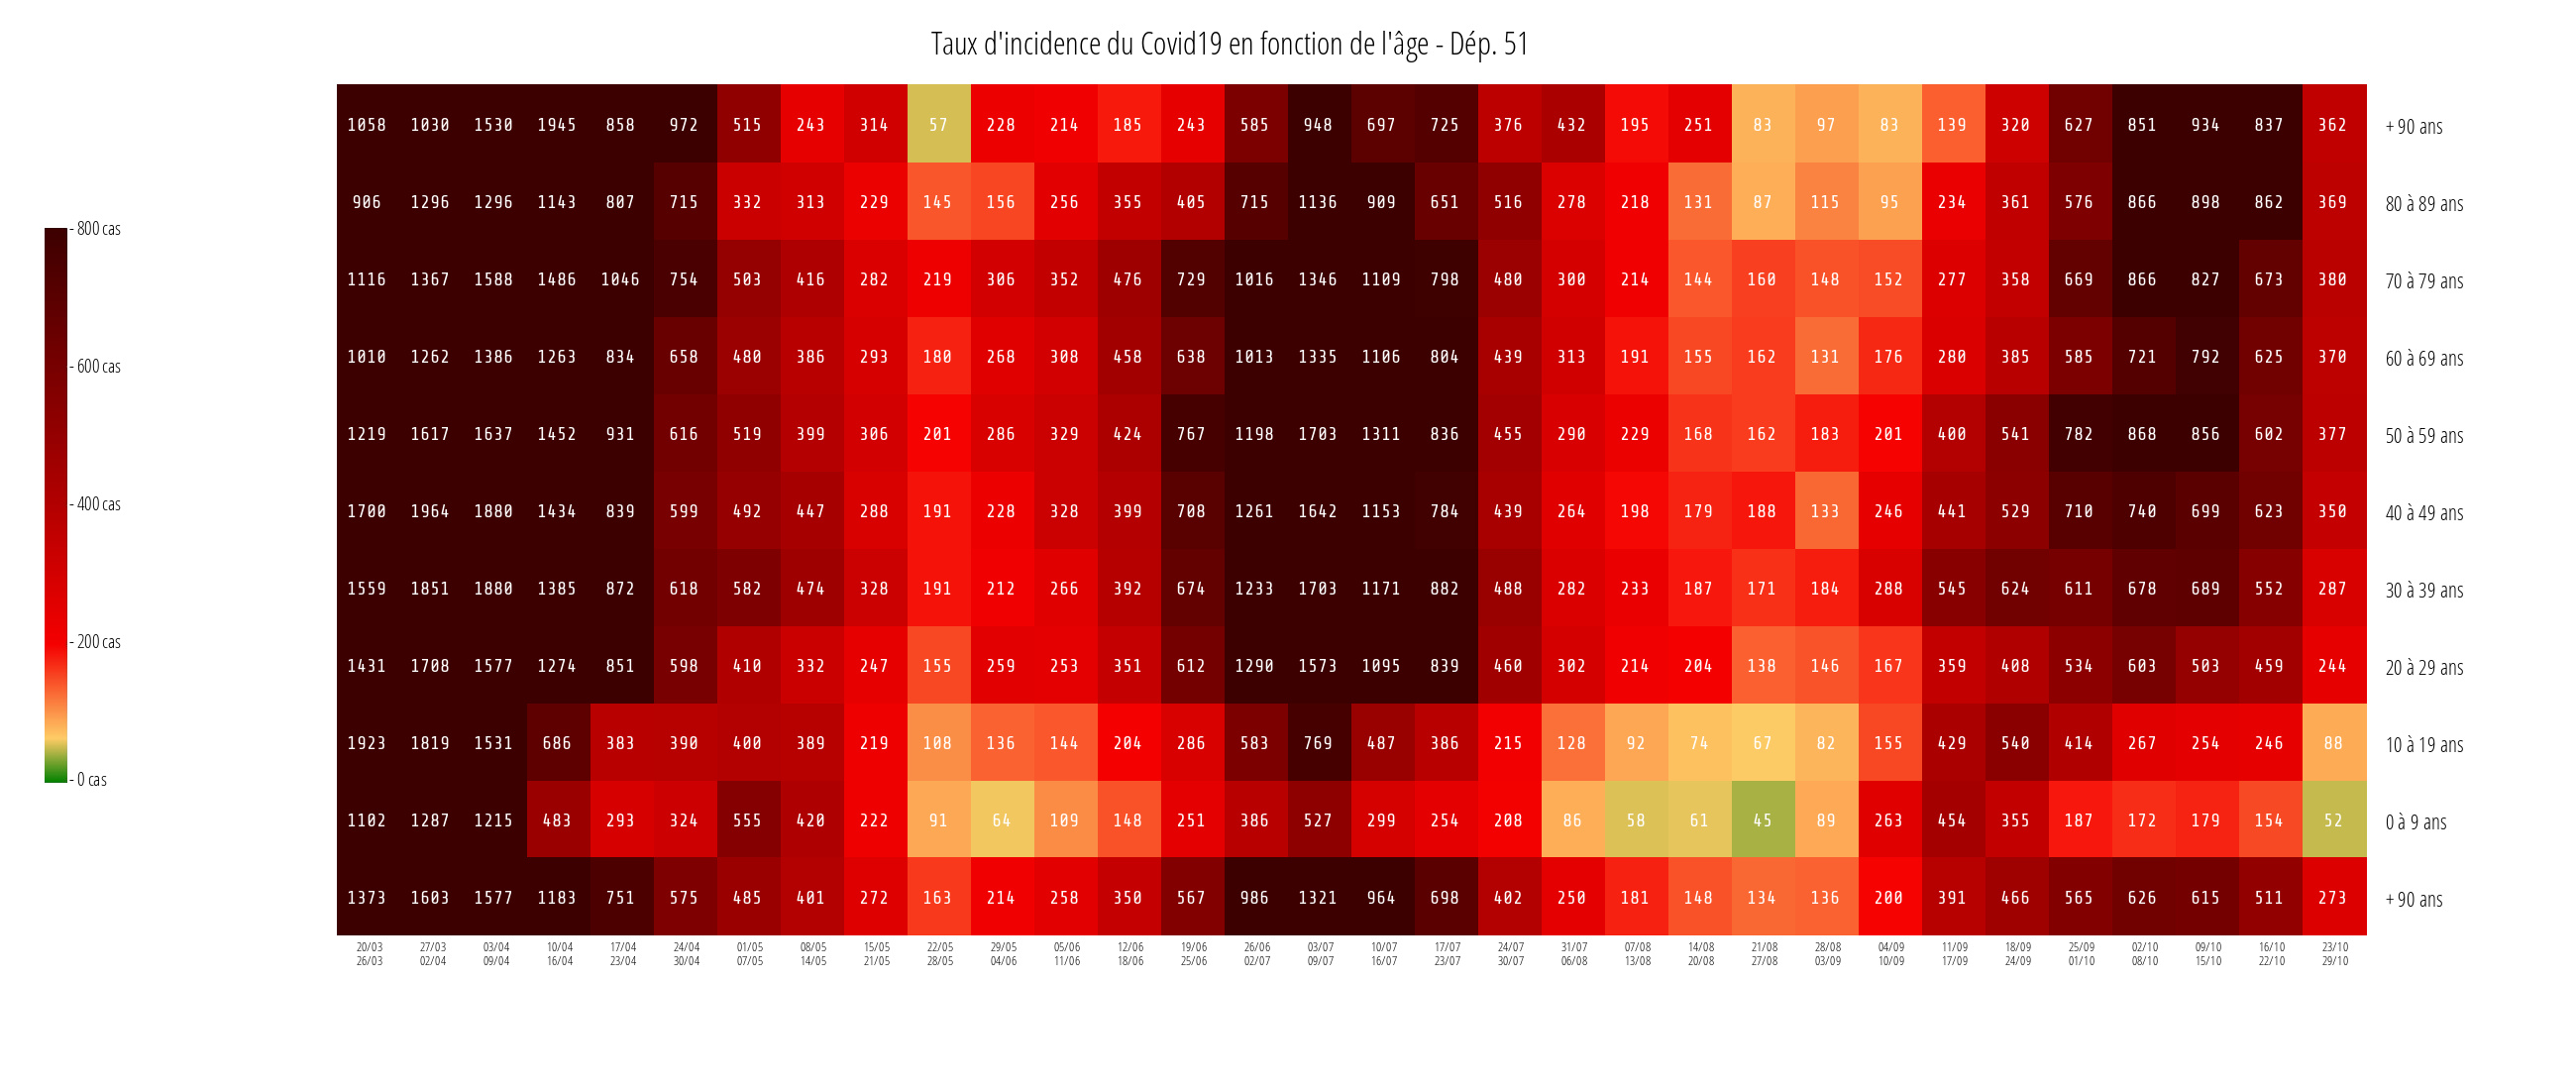 Taux d'incidence du Covid19 en fonction de l'âge - Dép. 51
- 800 cas
- 600 cas
- 400 cas
- 200 cas
- 0 cas
1058 1030 1530 1945 858 972 515 243 314 57 228 214 185 243 585 948 697 725 376 432 195 251 83 97 83 139 320 627 851 934 837 362 + 90 ans
906 1296 1296 1143 807 715 332 313 229 145 156 256 355 405 715 1136 909 651 516 278 218 131 87 115 95 234 361 576 866 898 862 369 80 à 89 ans
1116 1367 1588 1486 1046 754 503 416 282 219 306 352 476 729 1016 1346 1109 798 480 300 214 144 160 148 152 277 358 669 866 827 673 380 70 à 79 ans
1010 1262 1386 1263 834 658 480 386 293 180 268 308 458 638 1013 1335 1106 804 439 313 191 155 162 131 176 280 385 585 721 792 625 370 60 à 69 ans
1219 1617 1637 1452 931 616 519 399 306 201 286 329 424 767 1198 1703 1311 836 455 290 229 168 162 183 201 400 541 782 868 856 602 377 50 à 59 ans
1700 1964 1880 1434 839 599 492 447 288 191 228 328 399 708 1261 1642 1153 784 439 264 198 179 188 133 246 441 529 710 740 699 623 350 40 à 49 ans
1559 1851 1880 1385 872 618 582 474 328 191 212 266 392 674 1233 1703 1171 882 488 282 233 187 171 184 288 545 624 611 678 689 552 287 30 à 39 ans
1431 1708 1577 1274 851 598 410 332 247 155 259 253 351 612 1290 1573 1095 839 460 302 214 204 138 146 167 359 408 534 603 503 459 244 20 à 29 ans
1923 1819 1531 686 383 390 400 389 219 108 136 144 204 286 583 769 487 386 215 128 92 74 67 82 155 429 540 414 267 254 246 88 10 à 19 ans
1102 1287 1215 483 293 324 555 420 222 91 64 109 148 251 386 527 299 254 208 86 58 61 45 89 263 454 355 187 172 179 154 52 0 à 9 ans
1373 1603 1577 1183 751 575 485 401 272 163 214 258 350 567 986 1321 964 698 402 250 181 148 134 136 200 391 466 565 626 615 511 273 + 90 ans
20/03 27/03 03/04 10/04 17/04 24/04 01/05 08/05 15/05 22/05 29/05 05/06 12/06 19/06 26/06 03/07 10/07 17/07 24/07 31/07 07/08 14/08 21/08 28/08 04/09 11/09 18/09 25/09 02/10 09/10 16/10 23/10
26/03 02/04 09/04 16/04 23/04 30/04 07/05 14/05 21/05 28/05 04/06 11/06 18/06 25/06 02/07 09/07 16/07 23/07 30/07 06/08 13/08 20/08 27/08 03/09 10/09 17/09 24/09 01/10 08/10 15/10 22/10 29/10